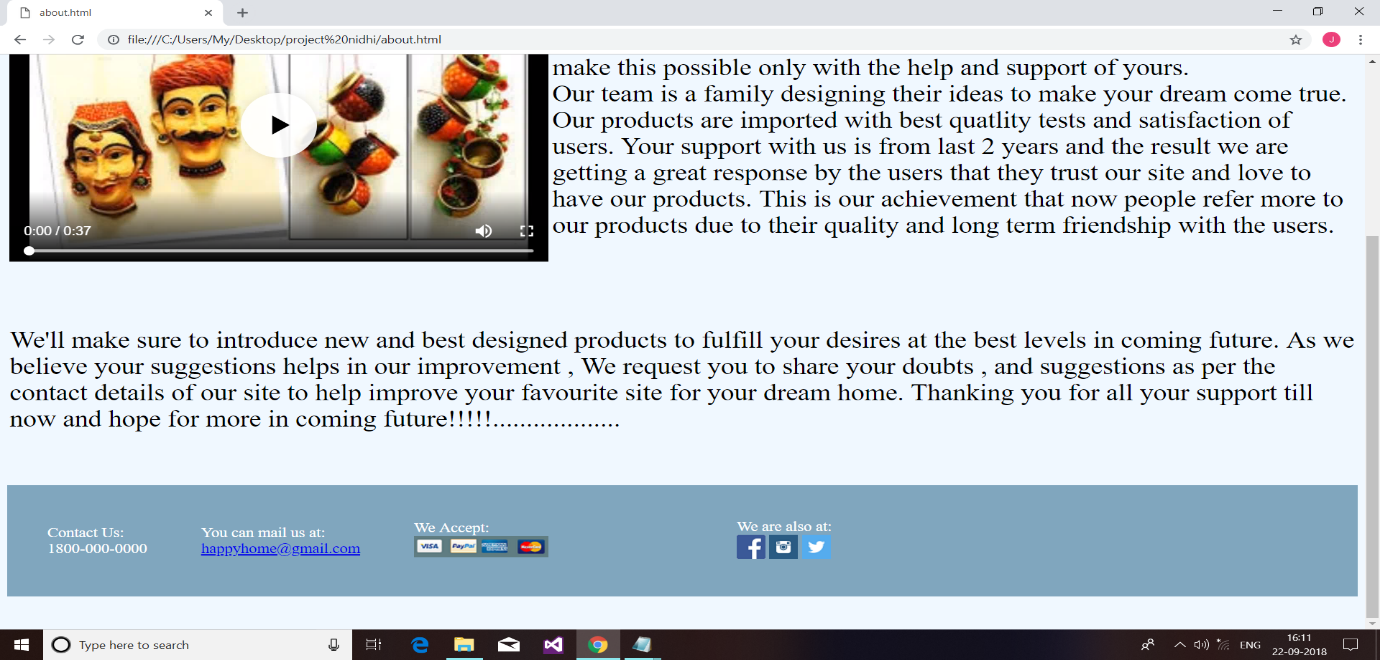 about.html
file:///C:/Users/My/Desktop/project%20nidhi/about.html
J
make this possible only with the help and support of yours.
Our team is a family designing their ideas to make your dream come true.
Our products are imported with best quatlity tests and satisfaction of
users. Your support with us is from last 2 years and the result we are
getting a great response by the users that they trust our site and love to
have our products. This is our achievement that now people refer more to
our products due to their quality and long term friendship with the users.
0:00 / 0:37
We'll make sure to introduce new and best designed products to fulfill your desires at the best levels in coming future. As we
believe your suggestions helps in our improvement , We request you to share your doubts , and suggestions as per the
contact details of our site to help improve your favourite site for your dream home. Thanking you for all your support till
now and hope for more in coming future!!!!!...................
Contact Us:
1800-000-0000
You can mail us at:
happyhome@gmail.com
We Accept:
VISA PayPal
We are also at:
Type here to search
ENG
16:11
22-09-2018